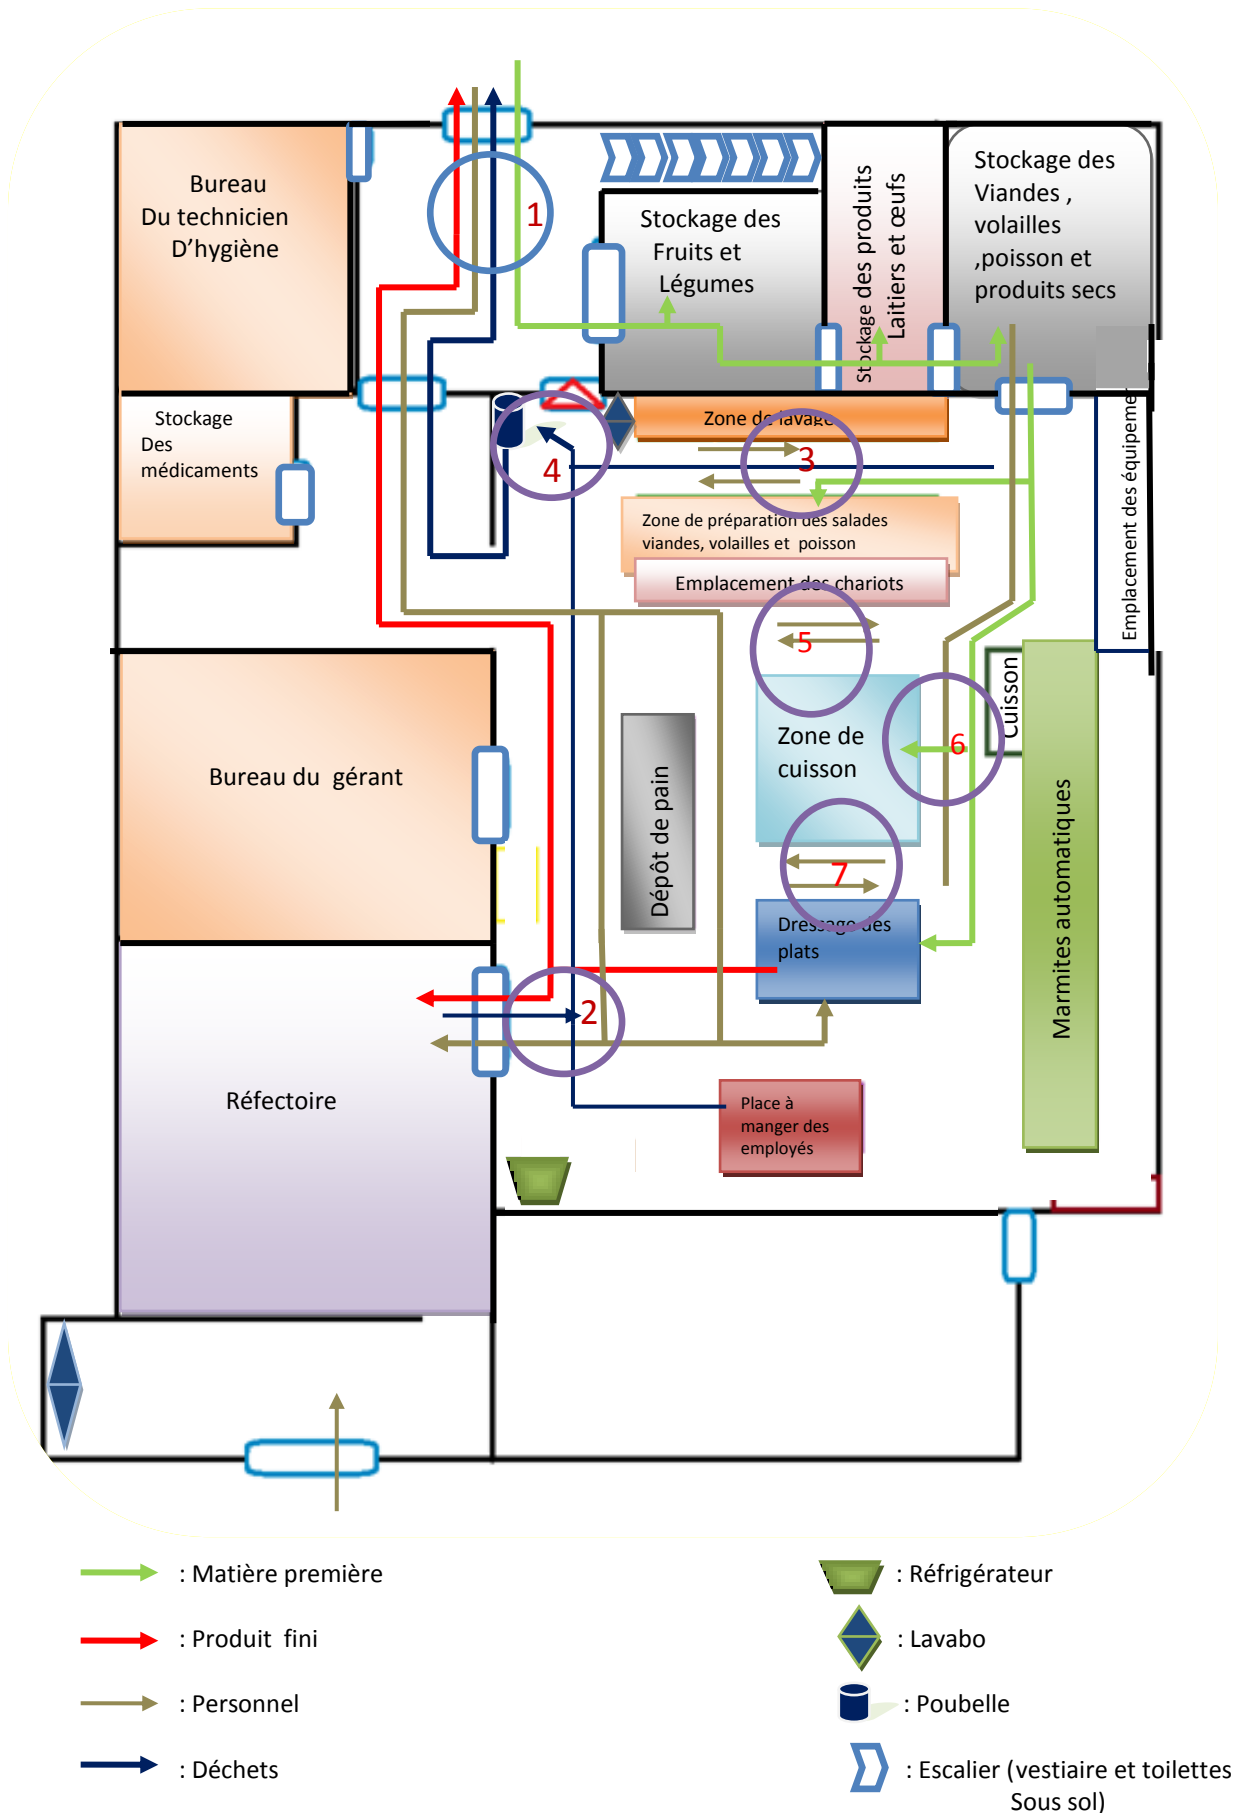 Bureau
Du technicien
D'hygiène
1
Stockage des
Fruits et
Légumes
Stockage des produits
Laitiers et œufs
Stockage des
Viandes ,
volailles
,poisson et
produits secs
Stockage
Des
médicaments
4
Zone de lavage
3
Zone de préparation des salades
viandes, volailles et poisson
Emplacement des chariots
Emplacement des équipeme
5
Bureau du gérant
Dépôt de pain
Zone de
cuisson
6
Cuisson
Marmites automatiques
7
Dressage des
plats
2
Réfectoire
Place à
manger des
employés
: Matière première
: Produit fini
: Personnel
: Déchets
: Réfrigérateur
: Lavabo
: Poubelle
: Escalier (vestiaire et toilettes
Sous sol)